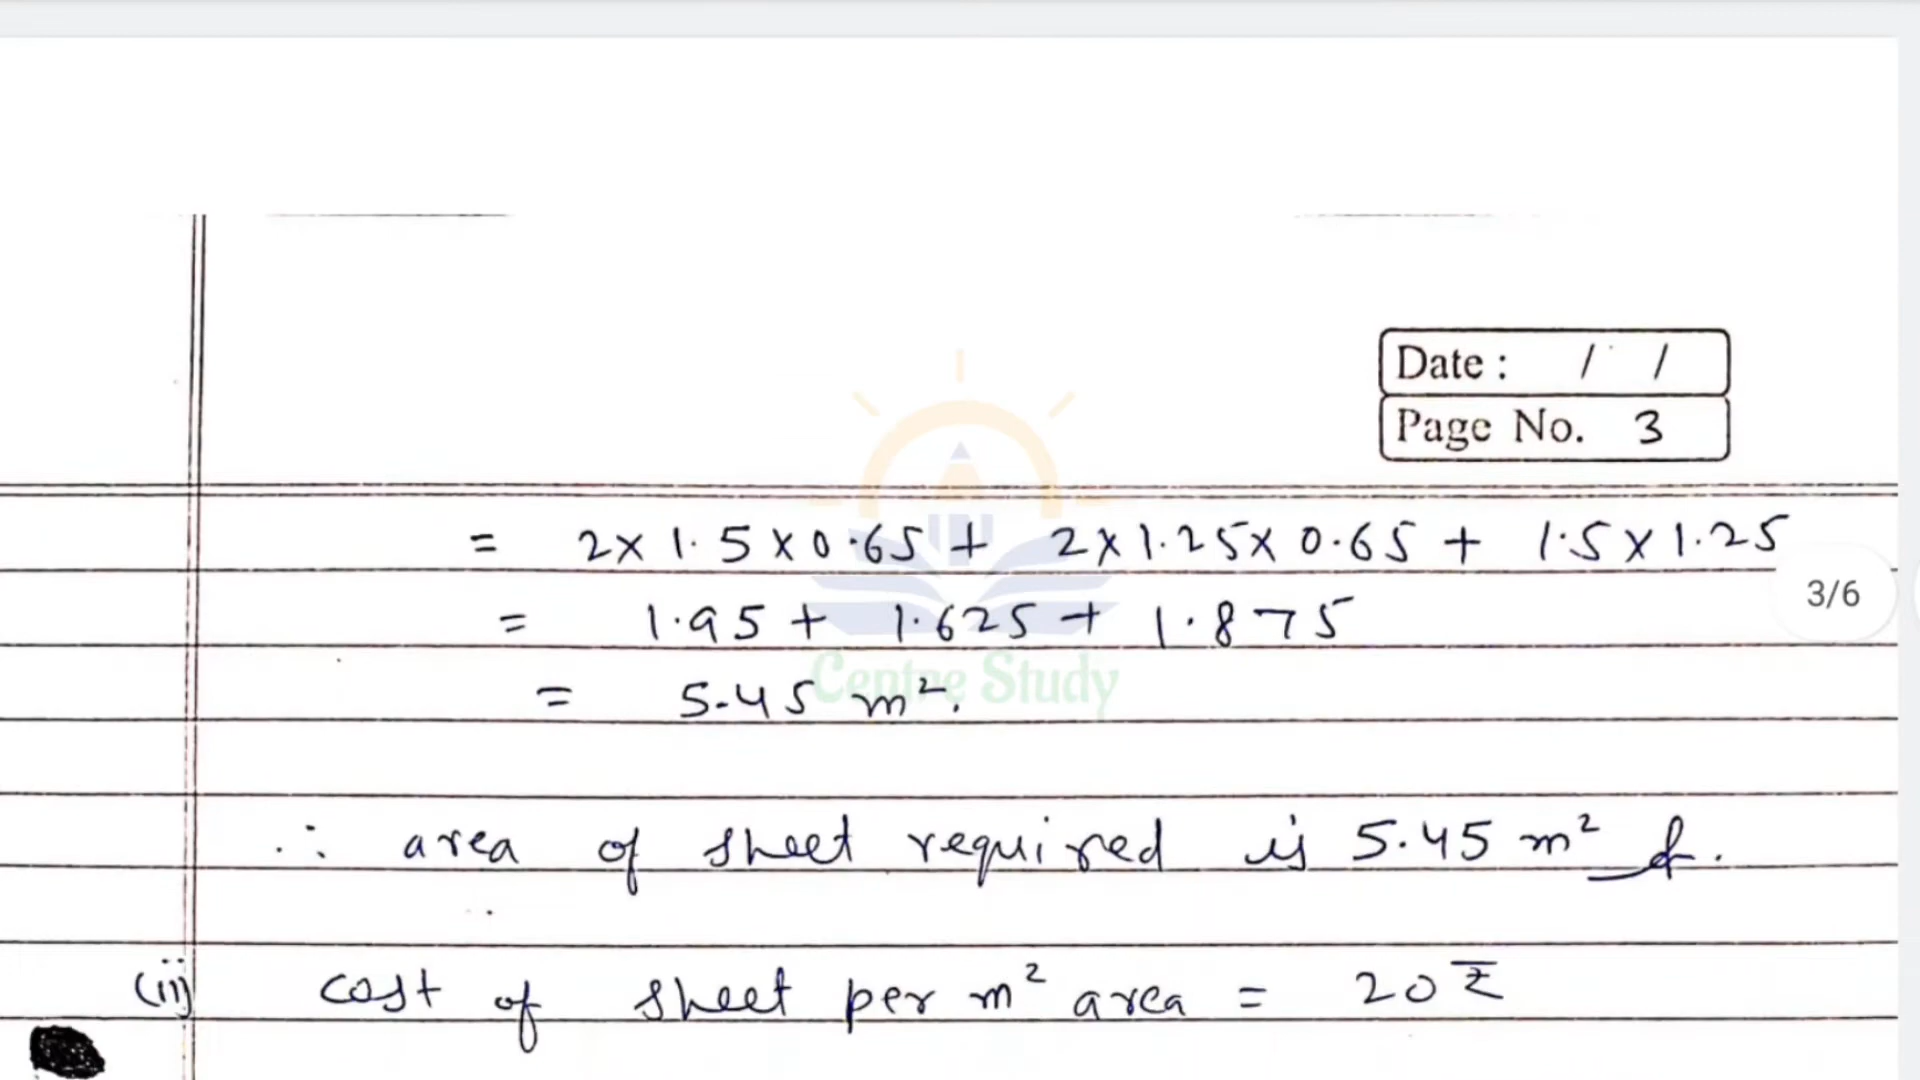 Date : / /
Page No. 3
= 2 x 1.5 x 0.65 + 2 x 1.25 x 0.65 + 1.5 x 1.25
3/6
= 1.95 + 1.625 + 1.875
= 5.45 m².
Centre Study
∴ area of sheet required is 5.45 m²
(ii) cost of sheet per m² area = 20 ₹